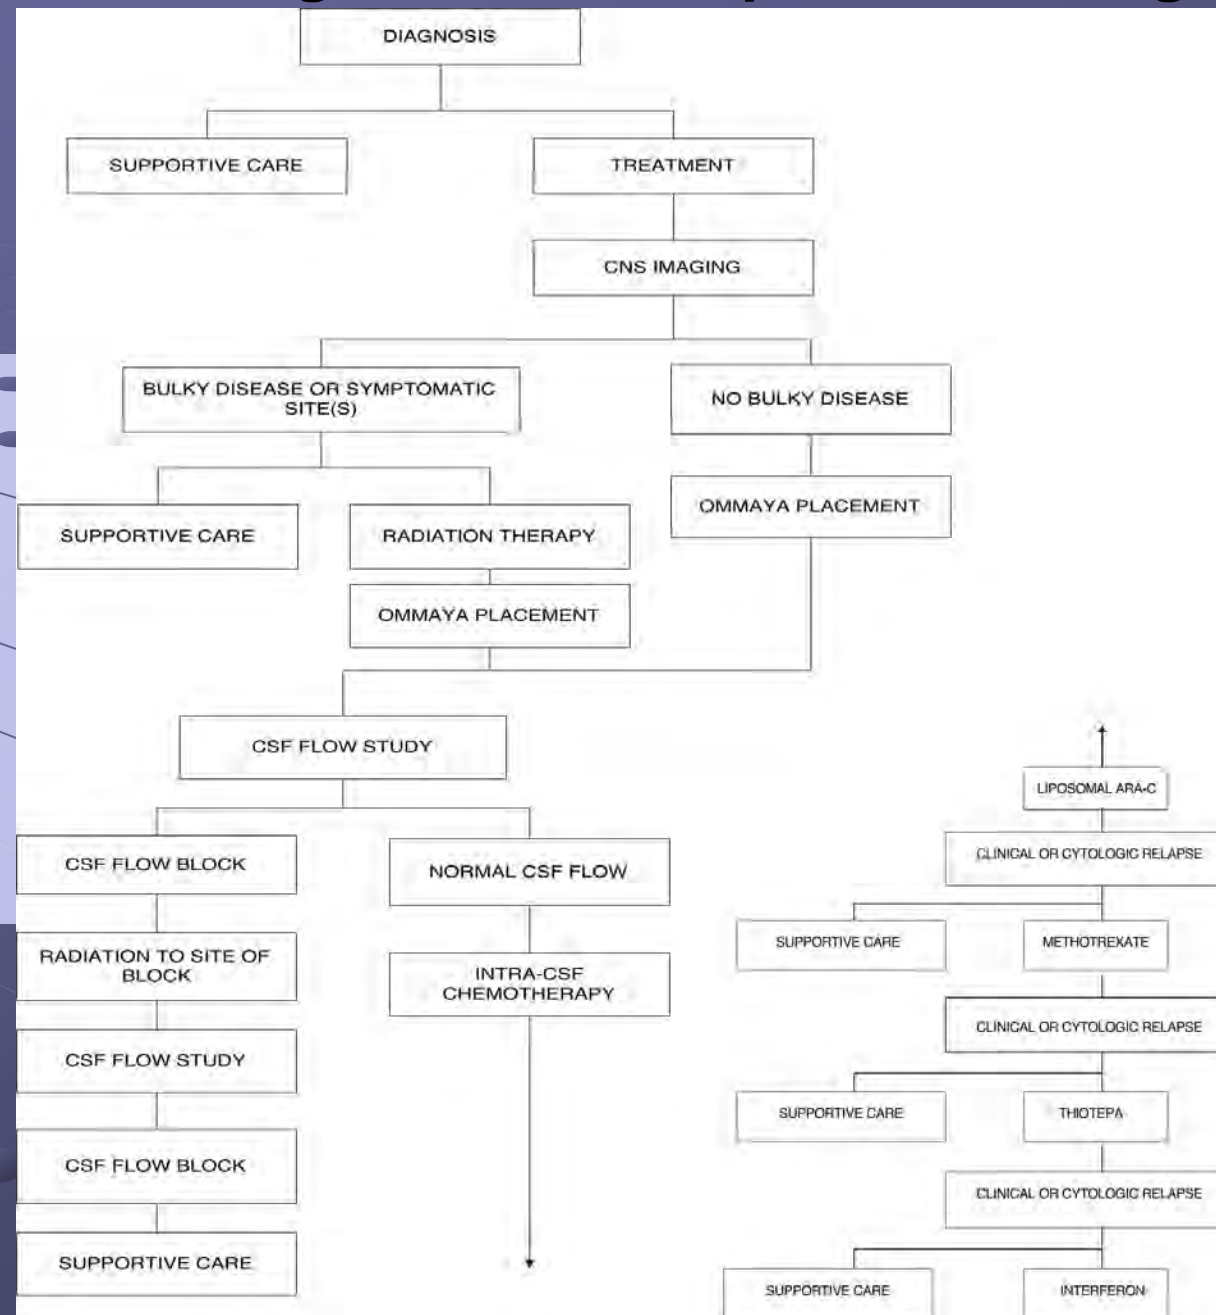 DIAGNOSIS
SUPPORTIVE CARE
TREATMENT
CNS IMAGING
BULKY DISEASE OR SYMPTOMATIC
SITE(S)
NO BULKY DISEASE
OMMAYA PLACEMENT
SUPPORTIVE CARE
RADIATION THERAPY
OMMAYA PLACEMENT
CSF FLOW STUDY
CSF FLOW BLOCK
NORMAL CSF FLOW
RADIATION TO SITE OF
BLOCK
INTRA-CSF
CHEMOTHERAPY
CSF FLOW STUDY
CSF FLOW BLOCK
SUPPORTIVE CARE
LIPOSOMAL ARA-C
CLINICAL OR CYTOLOGIC RELAPSE
SUPPORTIVE CARE
METHOTREXATE
CLINICAL OR CYTOLOGIC RELAPSE
SUPPORTIVE CARE
THIOTEPA
CLINICAL OR CYTOLOGIC RELAPSE
SUPPORTIVE CARE
INTERFERON